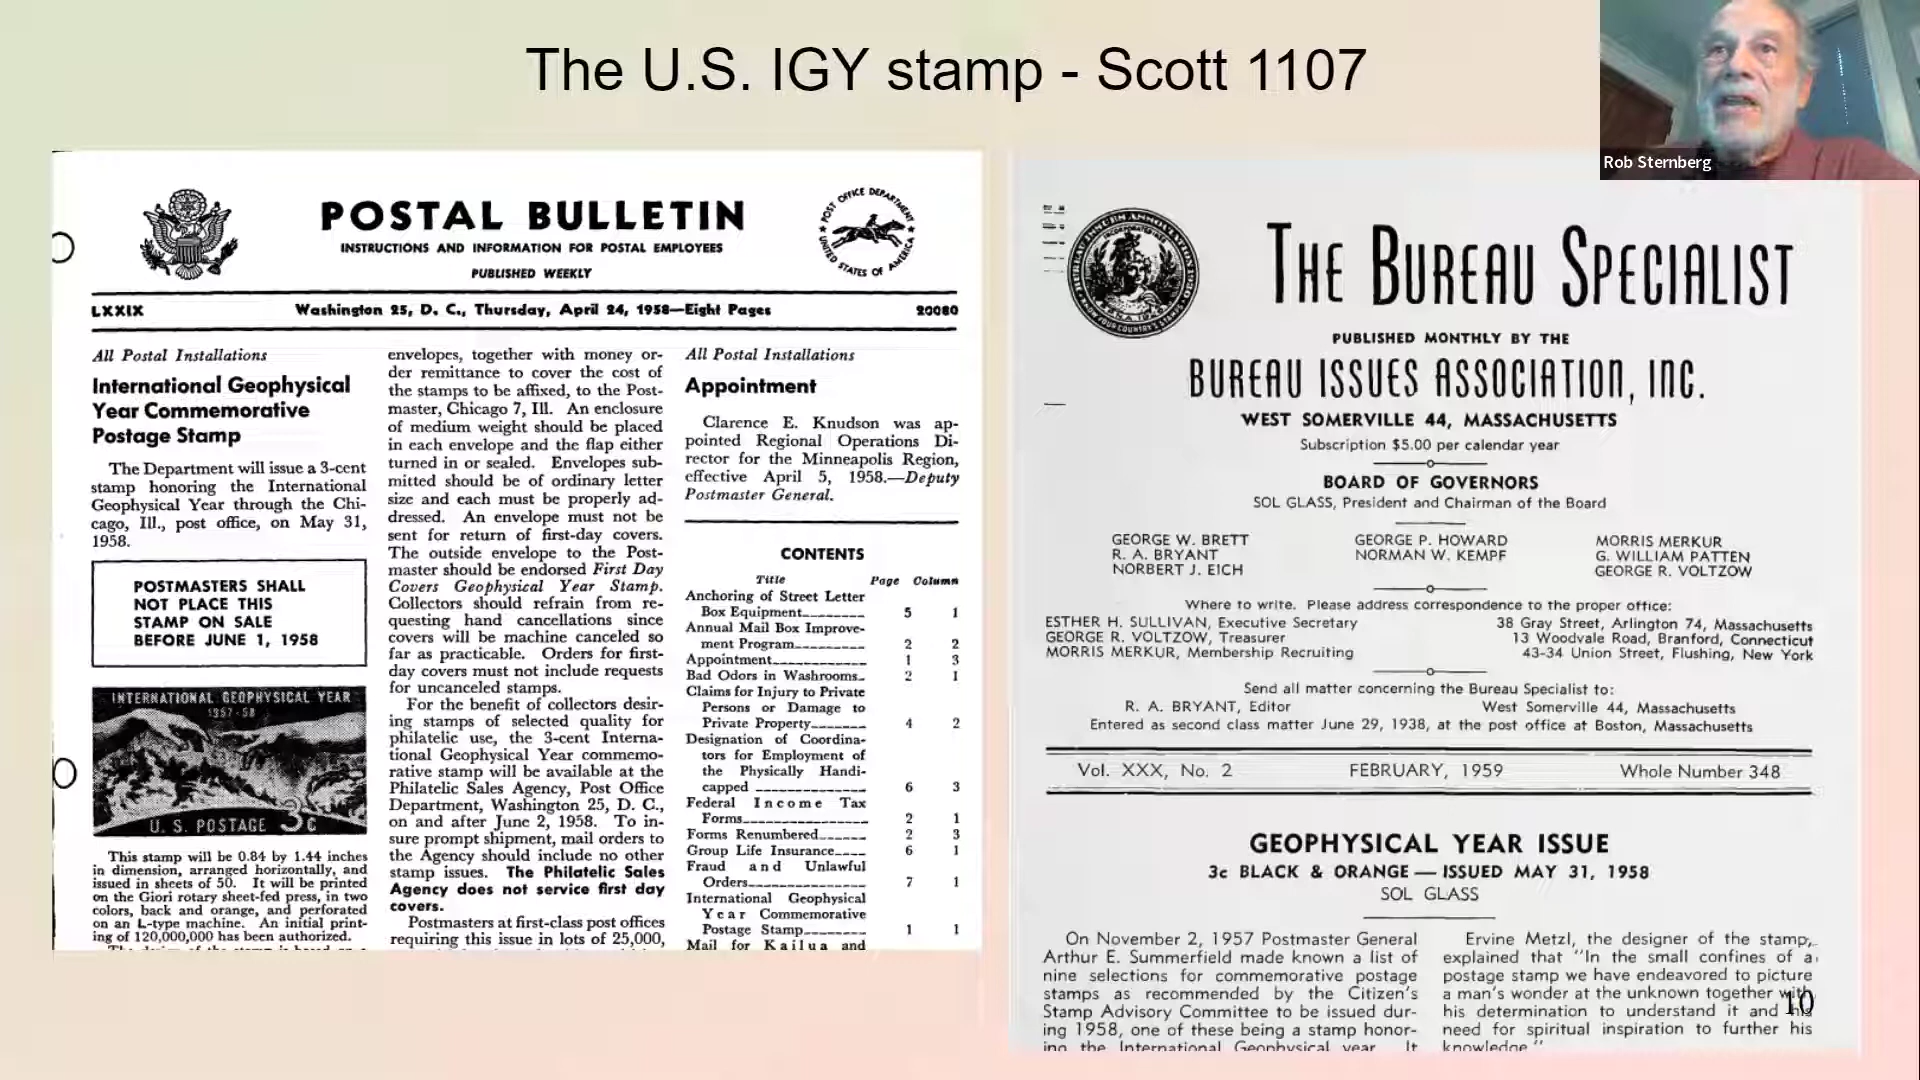 The U.S. IGY stamp - Scott 1107
Rob Sternberg
POSTAL BULLETIN
INSTRUCTIONS AND INFORMATION FOR POSTAL EMPLOYEES
PUBLISHED WEEKLY
POST OFFICE DEPARTMENT
UNITED STATES OF AMERICA
LXXIX Washington 25, D. C., Thursday, April 24, 1958—Eight Pages 20080
All Postal Installations
International Geophysical
Year Commemorative
Postage Stamp
The Department will issue a 3-cent
stamp honoring the International
Geophysical Year through the Chi-
cago, Ill., post office, on May 31,
1958.
POSTMASTERS SHALL
NOT PLACE THIS
STAMP ON SALE
BEFORE JUNE 1, 1958
INTERNATIONAL GEOPHYSICAL YEAR
1957-58
U. S. POSTAGE 3c
This stamp will be 0.84 by 1.44 inches
in dimension, arranged horizontally, and
issued in sheets of 50. It will be printed
on the Giori rotary sheet-fed press, in two
colors, back and orange, and perforated
on an L-type machine. An initial print-
ing of 120,000,000 has been authorized.
envelopes, together with money or-
der remittance to cover the cost of
the stamps to be affixed, to the Post-
master, Chicago 7, Ill. An enclosure
of medium weight should be placed
in each envelope and the flap either
turned in or sealed. Envelopes sub-
mitted should be of ordinary letter
size and each must be properly ad-
dressed. An envelope must not be
sent for return of first-day covers.
The outside envelope to the Post-
master should be endorsed First Day
Covers Geophysical Year Stamp.
Collectors should refrain from re-
questing hand cancellations since
covers will be machine canceled so
far as practicable. Orders for first-
day covers must not include requests
for uncanceled stamps.
For the benefit of collectors desir-
ing stamps of selected quality for
philatelic use, the 3-cent Interna-
tional Geophysical Year commemo-
rative stamp will be available at the
Philatelic Sales Agency, Post Office
Department, Washington 25, D. C.,
on and after June 2, 1958. To in-
sure prompt shipment, mail orders to
the Agency should include no other
stamp issues. The Philatelic Sales
Agency does not service first day
covers.
Postmasters at first-class post offices
requiring this issue in lots of 25,000,
All Postal Installations
Appointment
Clarence E. Knudson was ap-
pointed Regional Operations Di-
rector for the Minneapolis Region,
effective April 5, 1958.—Deputy
Postmaster General.
CONTENTS
Title Page Column
Anchoring of Street Letter
Box Equipment 5 1
Annual Mail Box Improve-
ment Program 2 2
Appointment 1 3
Bad Odors in Washrooms 2 1
Claims for Injury to Private
Persons or Damage to
Private Property 4 2
Designation of Coordina-
tors for Employment of
the Physically Handi-
capped 6 3
Federal Income Tax
Forms 2 1
Forms Renumbered 2 3
Group Life Insurance 6 1
Fraud and Unlawful
Orders 7 1
International Geophysical
Year Commemorative
Postage Stamp 1 1
Mail for Kailua and
THE BUREAU SPECIALIST
PUBLISHED MONTHLY BY THE
BUREAU ISSUES ASSOCIATION, INC.
WEST SOMERVILLE 44, MASSACHUSETTS
Subscription $5.00 per calendar year
BOARD OF GOVERNORS
SOL GLASS, President and Chairman of the Board
GEORGE W. BRETT GEORGE P. HOWARD MORRIS MERKUR
R. A. BRYANT NORMAN W. KEMPF G. WILLIAM PATTEN
NORBERT J. EICH GEORGE R. VOLTZOW
Where to write. Please address correspondence to the proper office:
ESTHER H. SULLIVAN, Executive Secretary 38 Gray Street, Arlington 74, Massachusetts
GEORGE R. VOLTZOW, Treasurer 13 Woodvale Road, Branford, Connecticut
MORRIS MERKUR, Membership Recruiting 43-34 Union Street, Flushing, New York
Send all matter concerning the Bureau Specialist to:
R. A. BRYANT, Editor West Somerville 44, Massachusetts
Entered as second class matter June 29, 1938, at the post office at Boston, Massachusetts
Vol. XXX, No. 2 FEBRUARY, 1959 Whole Number 348
GEOPHYSICAL YEAR ISSUE
3c BLACK & ORANGE — ISSUED MAY 31, 1958
SOL GLASS
On November 2, 1957 Postmaster General
Arthur E. Summerfield made known a list of
nine selections for commemorative postage
stamps as recommended by the Citizen's
Stamp Advisory Committee to be issued dur-
ing 1958, one of these being a stamp honor-
ing the International Geophysical year. It
Ervine Metzl, the designer of the stamp,
explained that "In the small confines of a
postage stamp we have endeavored to picture
a man's wonder at the unknown together with
his determination to understand it and his
need for spiritual inspiration to further his
knowledge."
10